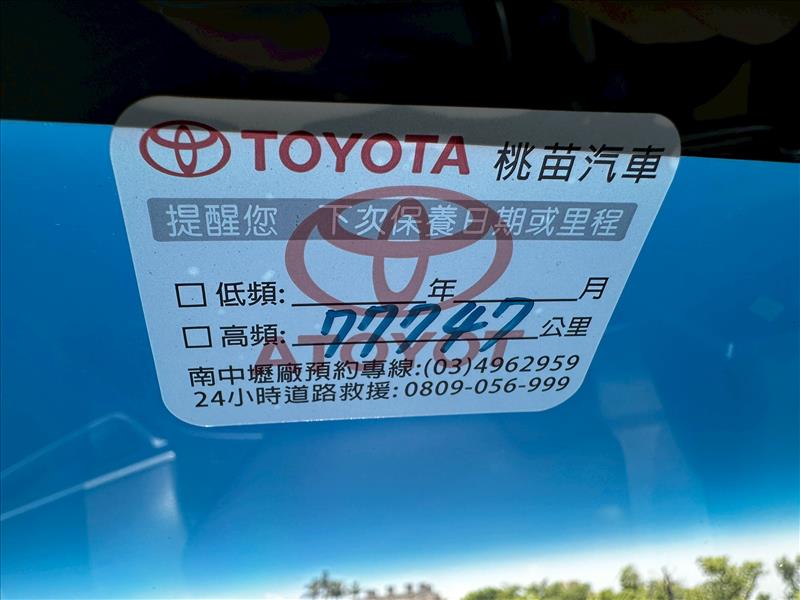 TOYOTA 桃苗汽車
提醒您 下次保養日期或里程
□ 低頻: 年 月
□ 高頻: 77747 公里
南中壢廠預約專線:(03)4962959
24小時道路救援: 0809-056-999
ATOYOT